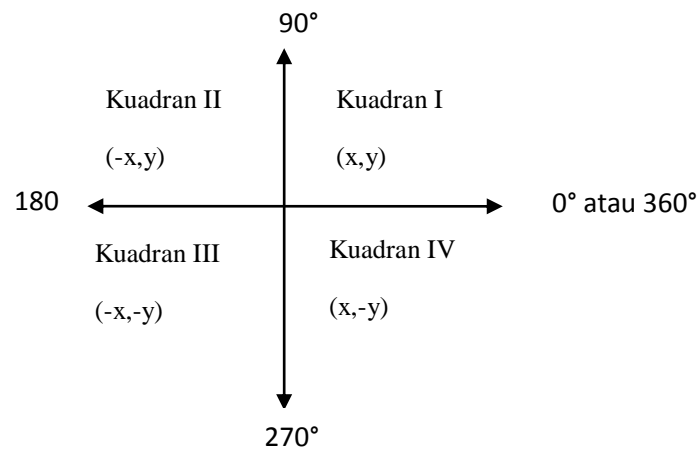 90°
Kuadran II
Kuadran I
(-x,y)
(x,y)
180
0° atau 360°
Kuadran III
Kuadran IV
(-x,-y)
(x,-y)
270°